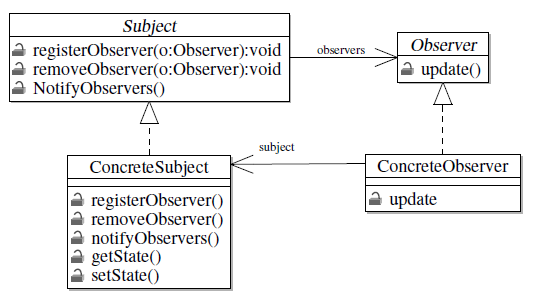 Subject
registerObserver(o:Observer):void
removeObserver(o:Observer):void
NotifyObservers()
observers
Observer
update()
subject
ConcreteSubject
registerObserver()
removeObserver()
notifyObservers()
getState()
setState()
ConcreteObserver
update